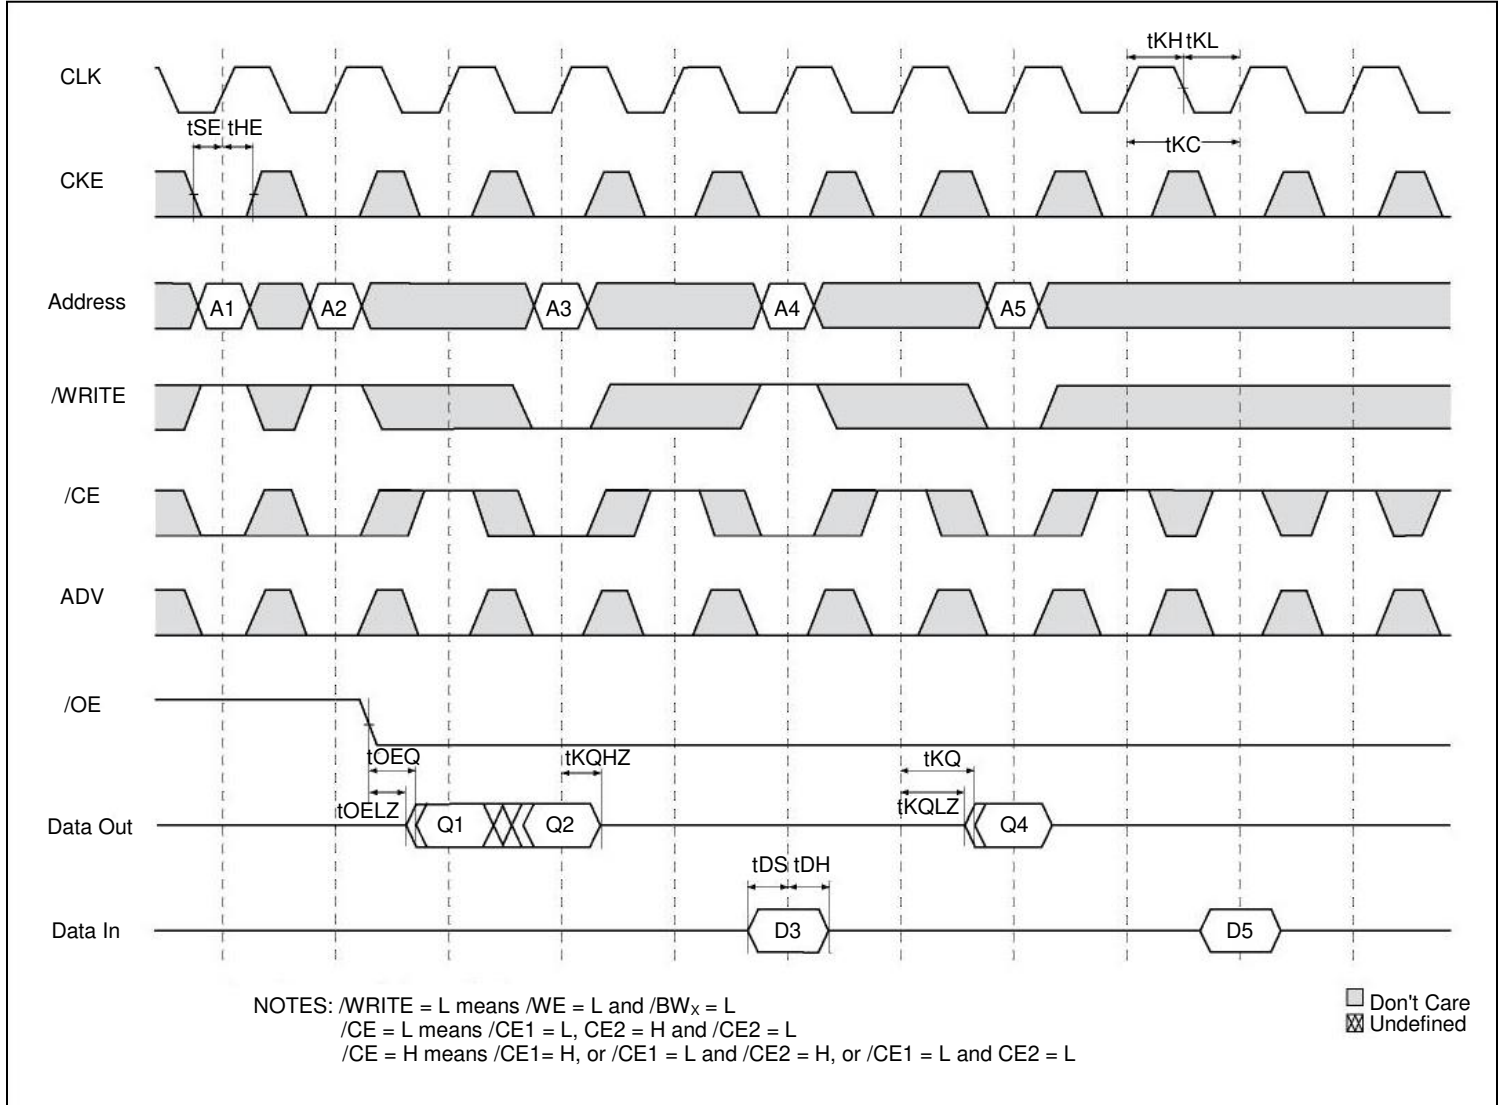 tKH tKL
CLK
tSE tHE
tKC
CKE
Address
A1
A2
A3
A4
A5
/WRITE
/CE
ADV
/OE
tOEQ
tKQHZ
tKQ
tOELZ
tKQLZ
Data Out
Q1
Q2
Q4
tDS tDH
Data In
D3
D5
NOTES: /WRITE = L means /WE = L and /BWX = L
/CE = L means /CE1 = L, CE2 = H and /CE2 = L
/CE = H means /CE1= H, or /CE1 = L and /CE2 = H, or /CE1 = L and CE2 = L
Don't Care
Undefined